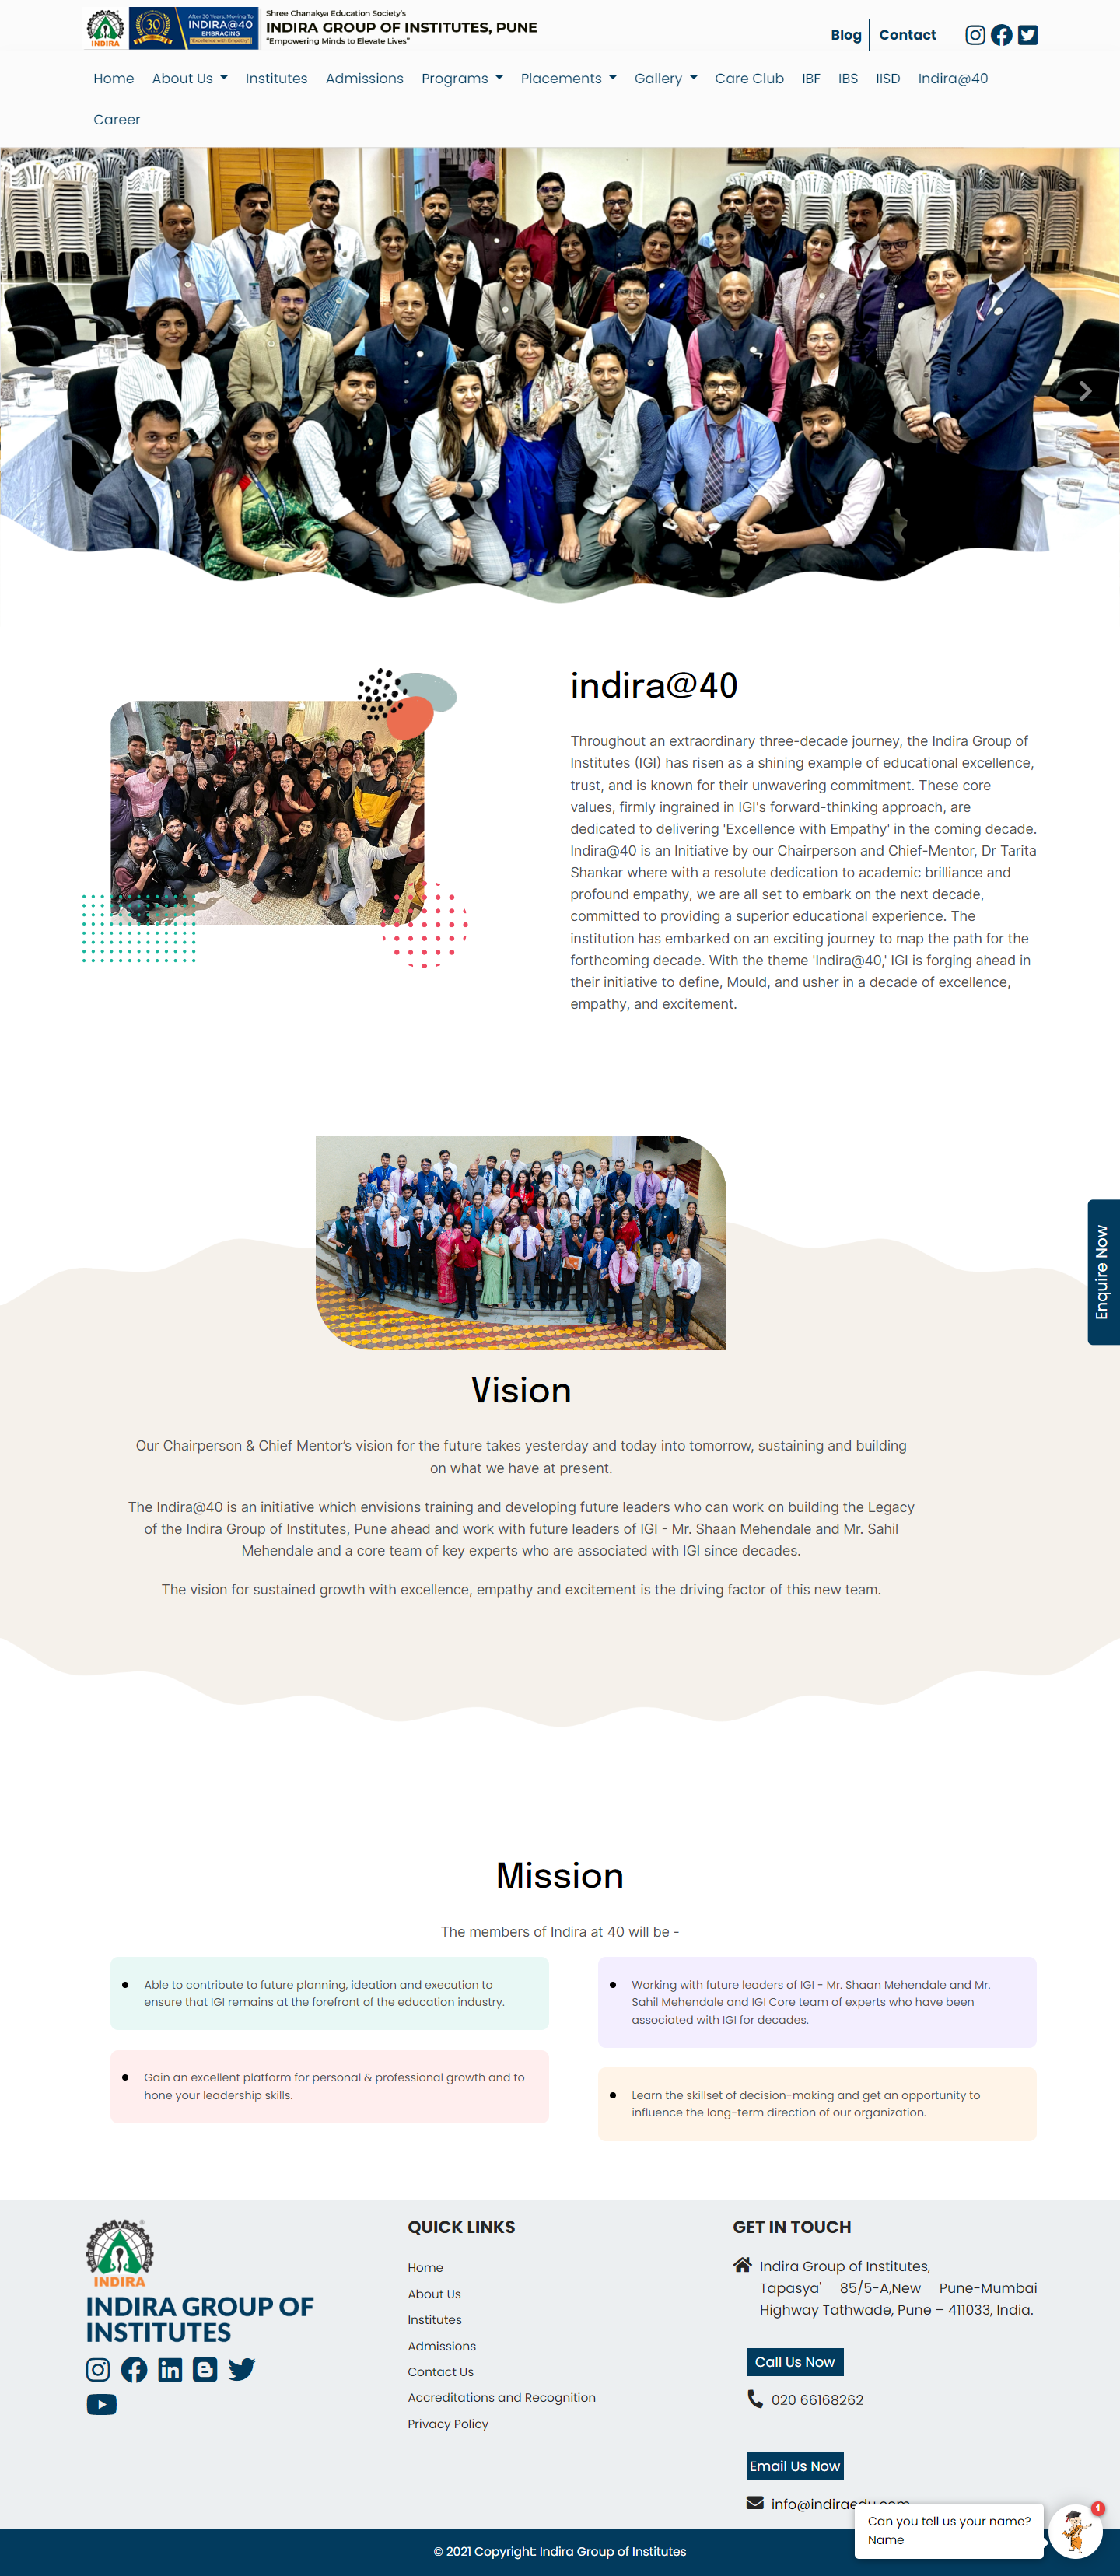 Shree Chanakya Education Society's
INDIRA GROUP OF INSTITUTES, PUNE
"Empowering Minds to Elevate Lives"
INDIRA
30
After 30 Years, Moving To
INDIRA@40
EMBRACING
"Excellence with Empathy"
Blog
Contact
Home About Us Institutes Admissions Programs Placements Gallery Care Club IBF IBS IISD Indira@40
Career
indira@40
Throughout an extraordinary three-decade journey, the Indira Group of
Institutes (IGI) has risen as a shining example of educational excellence,
trust, and is known for their unwavering commitment. These core
values, firmly ingrained in IGI's forward-thinking approach, are
dedicated to delivering 'Excellence with Empathy' in the coming decade.
Indira@40 is an Initiative by our Chairperson and Chief-Mentor, Dr Tarita
Shankar where with a resolute dedication to academic brilliance and
profound empathy, we are all set to embark on the next decade,
committed to providing a superior educational experience. The
institution has embarked on an exciting journey to map the path for the
forthcoming decade. With the theme 'Indira@40,' IGI is forging ahead in
their initiative to define, Mould, and usher in a decade of excellence,
empathy, and excitement.
Enquire Now
Vision
Our Chairperson & Chief Mentor's vision for the future takes yesterday and today into tomorrow, sustaining and building
on what we have at present.
The Indira@40 is an initiative which envisions training and developing future leaders who can work on building the Legacy
of the Indira Group of Institutes, Pune ahead and work with future leaders of IGI - Mr. Shaan Mehendale and Mr. Sahil
Mehendale and a core team of key experts who are associated with IGI since decades.
The vision for sustained growth with excellence, empathy and excitement is the driving factor of this new team.
Mission
The members of Indira at 40 will be -
Able to contribute to future planning, ideation and execution to
ensure that IGI remains at the forefront of the education industry.
Gain an excellent platform for personal & professional growth and to
hone your leadership skills.
Working with future leaders of IGI - Mr. Shaan Mehendale and Mr.
Sahil Mehendale and IGI Core team of experts who have been
associated with IGI for decades.
Learn the skillset of decision-making and get an opportunity to
influence the long-term direction of our organization.
INDIRA
INDIRA GROUP OF
INSTITUTES
QUICK LINKS
Home
About Us
Institutes
Admissions
Contact Us
Accreditations and Recognition
Privacy Policy
GET IN TOUCH
Indira Group of Institutes,
Tapasya' 85/5-A,New Pune-Mumbai
Highway Tathwade, Pune – 411033, India.
Call Us Now
020 66168262
Email Us Now
info@indiraedu.com
Can you tell us your name?
Name
1
© 2021 Copyright: Indira Group of Institutes